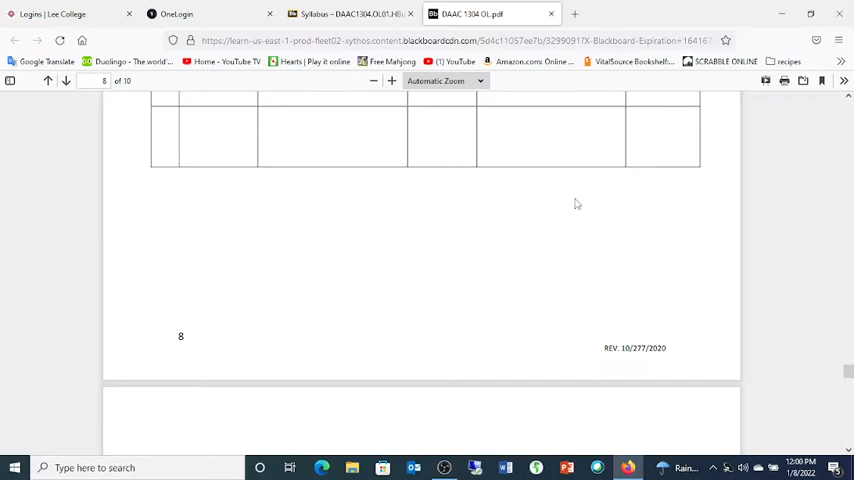 Logins | Lee College
OneLogin
Syllabus – DAAC1304.OL01.HBu
DAAC 1304 OL.pdf
https://learn-us-east-1-prod-fleet02-xythos.content.blackboardcdn.com/5d4c11057ee7b/3299091?X-Blackboard-Expiration=164167
Google Translate
Duolingo - The world'...
Home - YouTube TV
Hearts | Play it online
Free Mahjong
(1) YouTube
Amazon.com: Online ...
VitalSource Bookshelf:...
SCRABBLE ONLINE
recipes
8 of 10
Automatic Zoom
8
REV. 10/277/2020
Type here to search
Rain...
12:00 PM
1/8/2022